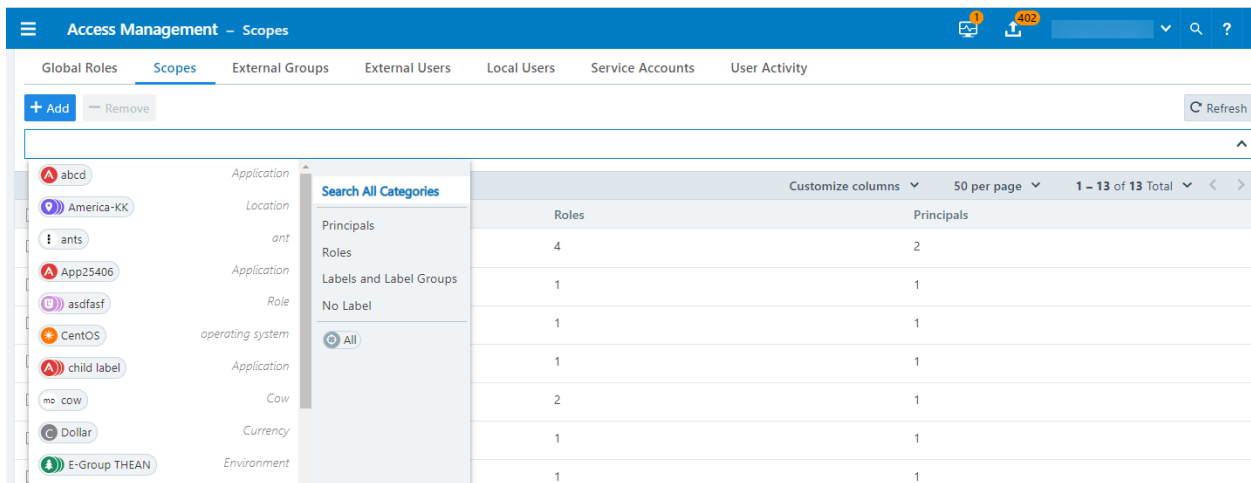 Access Management – Scopes 1 402 ?
Global Roles Scopes External Groups External Users Local Users Service Accounts User Activity
+ Add − Remove Refresh
abcd Application
Search All Categories
Customize columns 50 per page 1 – 13 of 13 Total
America-KK Location
Roles Principals
Principals
ants ant
4 2
Roles
App25406 Application
Labels and Label Groups
1 1
asdfasf Role
No Label
1 1
CentOS operating system
All
child label Application
1 1
mo cow Cow
2 1
C Dollar Currency
1 1
E-Group THEAN Environment
1 1